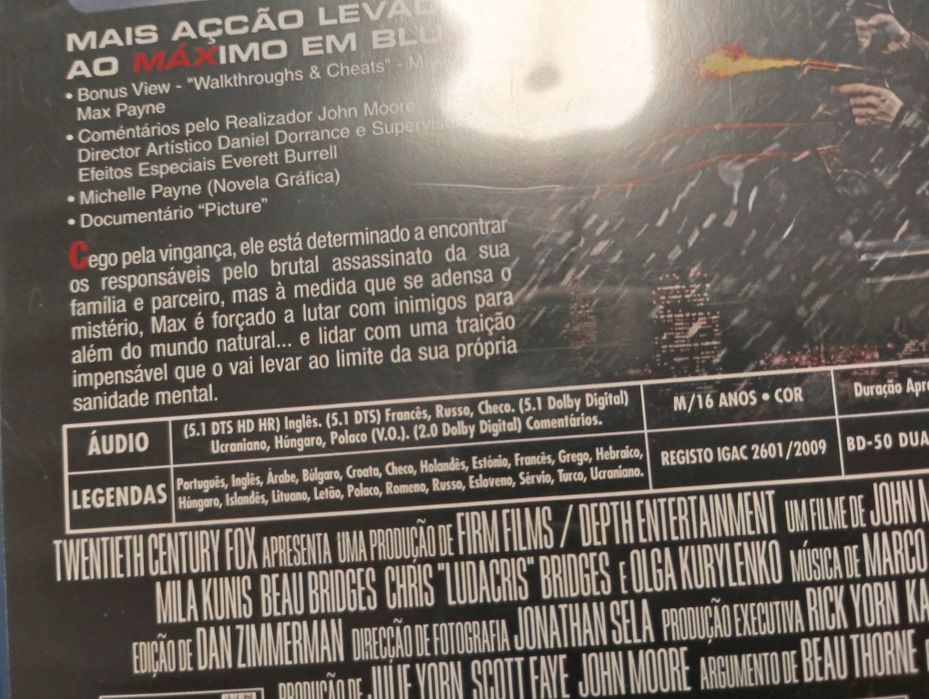 MAIS ACÇÃO LEVAD
AO MÁXIMO EM BLU
• Bonus View - "Walkthroughs & Cheats" -
Max Payne
• Coméntários pelo Realizador John Moore,
Director Artístico Daniel Dorrance e Superviso
Efeitos Especiais Everett Burrell
• Michelle Payne (Novela Gráfica)
• Documentário “Picture”
Cego pela vingança, ele está determinado a encontrar
os responsáveis pelo brutal assassinato da sua
família e parceiro, mas à medida que se adensa o
mistério, Max é forçado a lutar com inimigos para
além do mundo natural... e lidar com uma traição
impensável que o vai levar ao limite da sua própria
sanidade mental.
ÁUDIO
(5.1 DTS HD HR) Inglês. (5.1 DTS) Francês, Russo, Checo. (5.1 Dolby Digital)
Ucraniano, Húngaro, Polaco (V.O.). (2.0 Dolby Digital) Comentários.
M/16 ANOS • COR
Duração Apr
LEGENDAS
Português, Inglês, Árabe, Búlgaro, Croata, Checo, Holandês, Estónio, Francês, Grego, Hebraico,
Húngaro, Islandês, Lituano, Letão, Polaco, Romeno, Russo, Esloveno, Sérvio, Turco, Ucraniano.
REGISTO IGAC 2601/2009
BD-50 DUA
TWENTIETH CENTURY FOX APRESENTA UMA PRODUÇÃO DE FIRM FILMS / DEPTH ENTERTAINMENT UM FILME DE JOHN M
MILA KUNIS BEAU BRIDGES CHRIS "LUDACRIS" BRIDGES E OLGA KURYLENKO MÚSICA DE MARCO
EDIÇÃO DE DAN ZIMMERMAN DIRECÇÃO DE FOTOGRAFIA JONATHAN SELA PRODUÇÃO EXECUTIVA RICK YORN KA
PRODUÇÃO DE JULIE YORN SCOTT FAYE JOHN MOORE ARGUMENTO DE BEAU THORNE